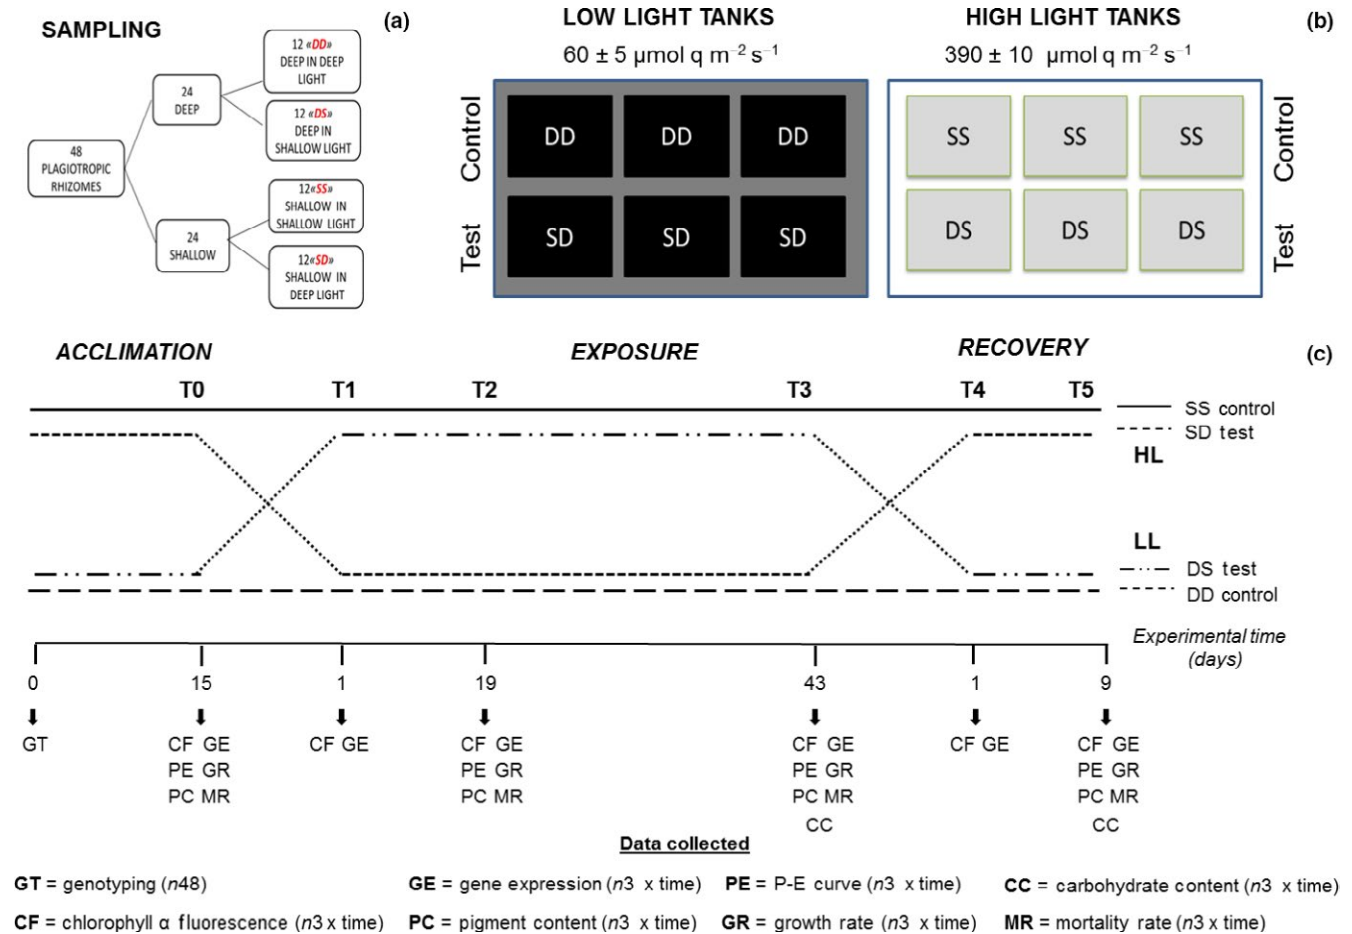 SAMPLING
(a)
48
PLAGIOTROPIC
RHIZOMES
24
DEEP
24
SHALLOW
12 «DD»
DEEP IN DEEP
LIGHT
12 «DS»
DEEP IN
SHALLOW LIGHT
12«SS»
SHALLOW IN
SHALLOW LIGHT
12«SD»
SHALLOW IN
DEEP LIGHT
LOW LIGHT TANKS
60 ± 5 µmol q m⁻² s⁻¹
HIGH LIGHT TANKS
390 ± 10 µmol q m⁻² s⁻¹
(b)
Control
DD DD DD
Test
SD SD SD
SS SS SS
Control
DS DS DS
Test
ACCLIMATION EXPOSURE RECOVERY
(c)
T0 T1 T2 T3 T4 T5
SS control
SD test
HL
LL
DS test
DD control
Experimental time
(days)
0 15 1 19 43 1 9
GT CF GE CF GE CF GE CF GE CF GE CF GE
PE GR PE GR PE GR PE GR
PC MR PC MR PC MR PC MR
CC CC
Data collected
GT = genotyping (n48) GE = gene expression (n3 x time) PE = P-E curve (n3 x time) CC = carbohydrate content (n3 x time)
CF = chlorophyll α fluorescence (n3 x time) PC = pigment content (n3 x time) GR = growth rate (n3 x time) MR = mortality rate (n3 x time)